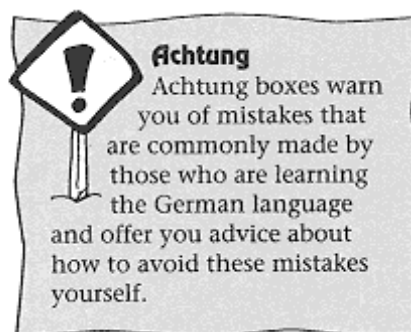 Achtung
Achtung boxes warn
you of mistakes that
are commonly made by
those who are learning
the German language
and offer you advice about
how to avoid these mistakes
yourself.